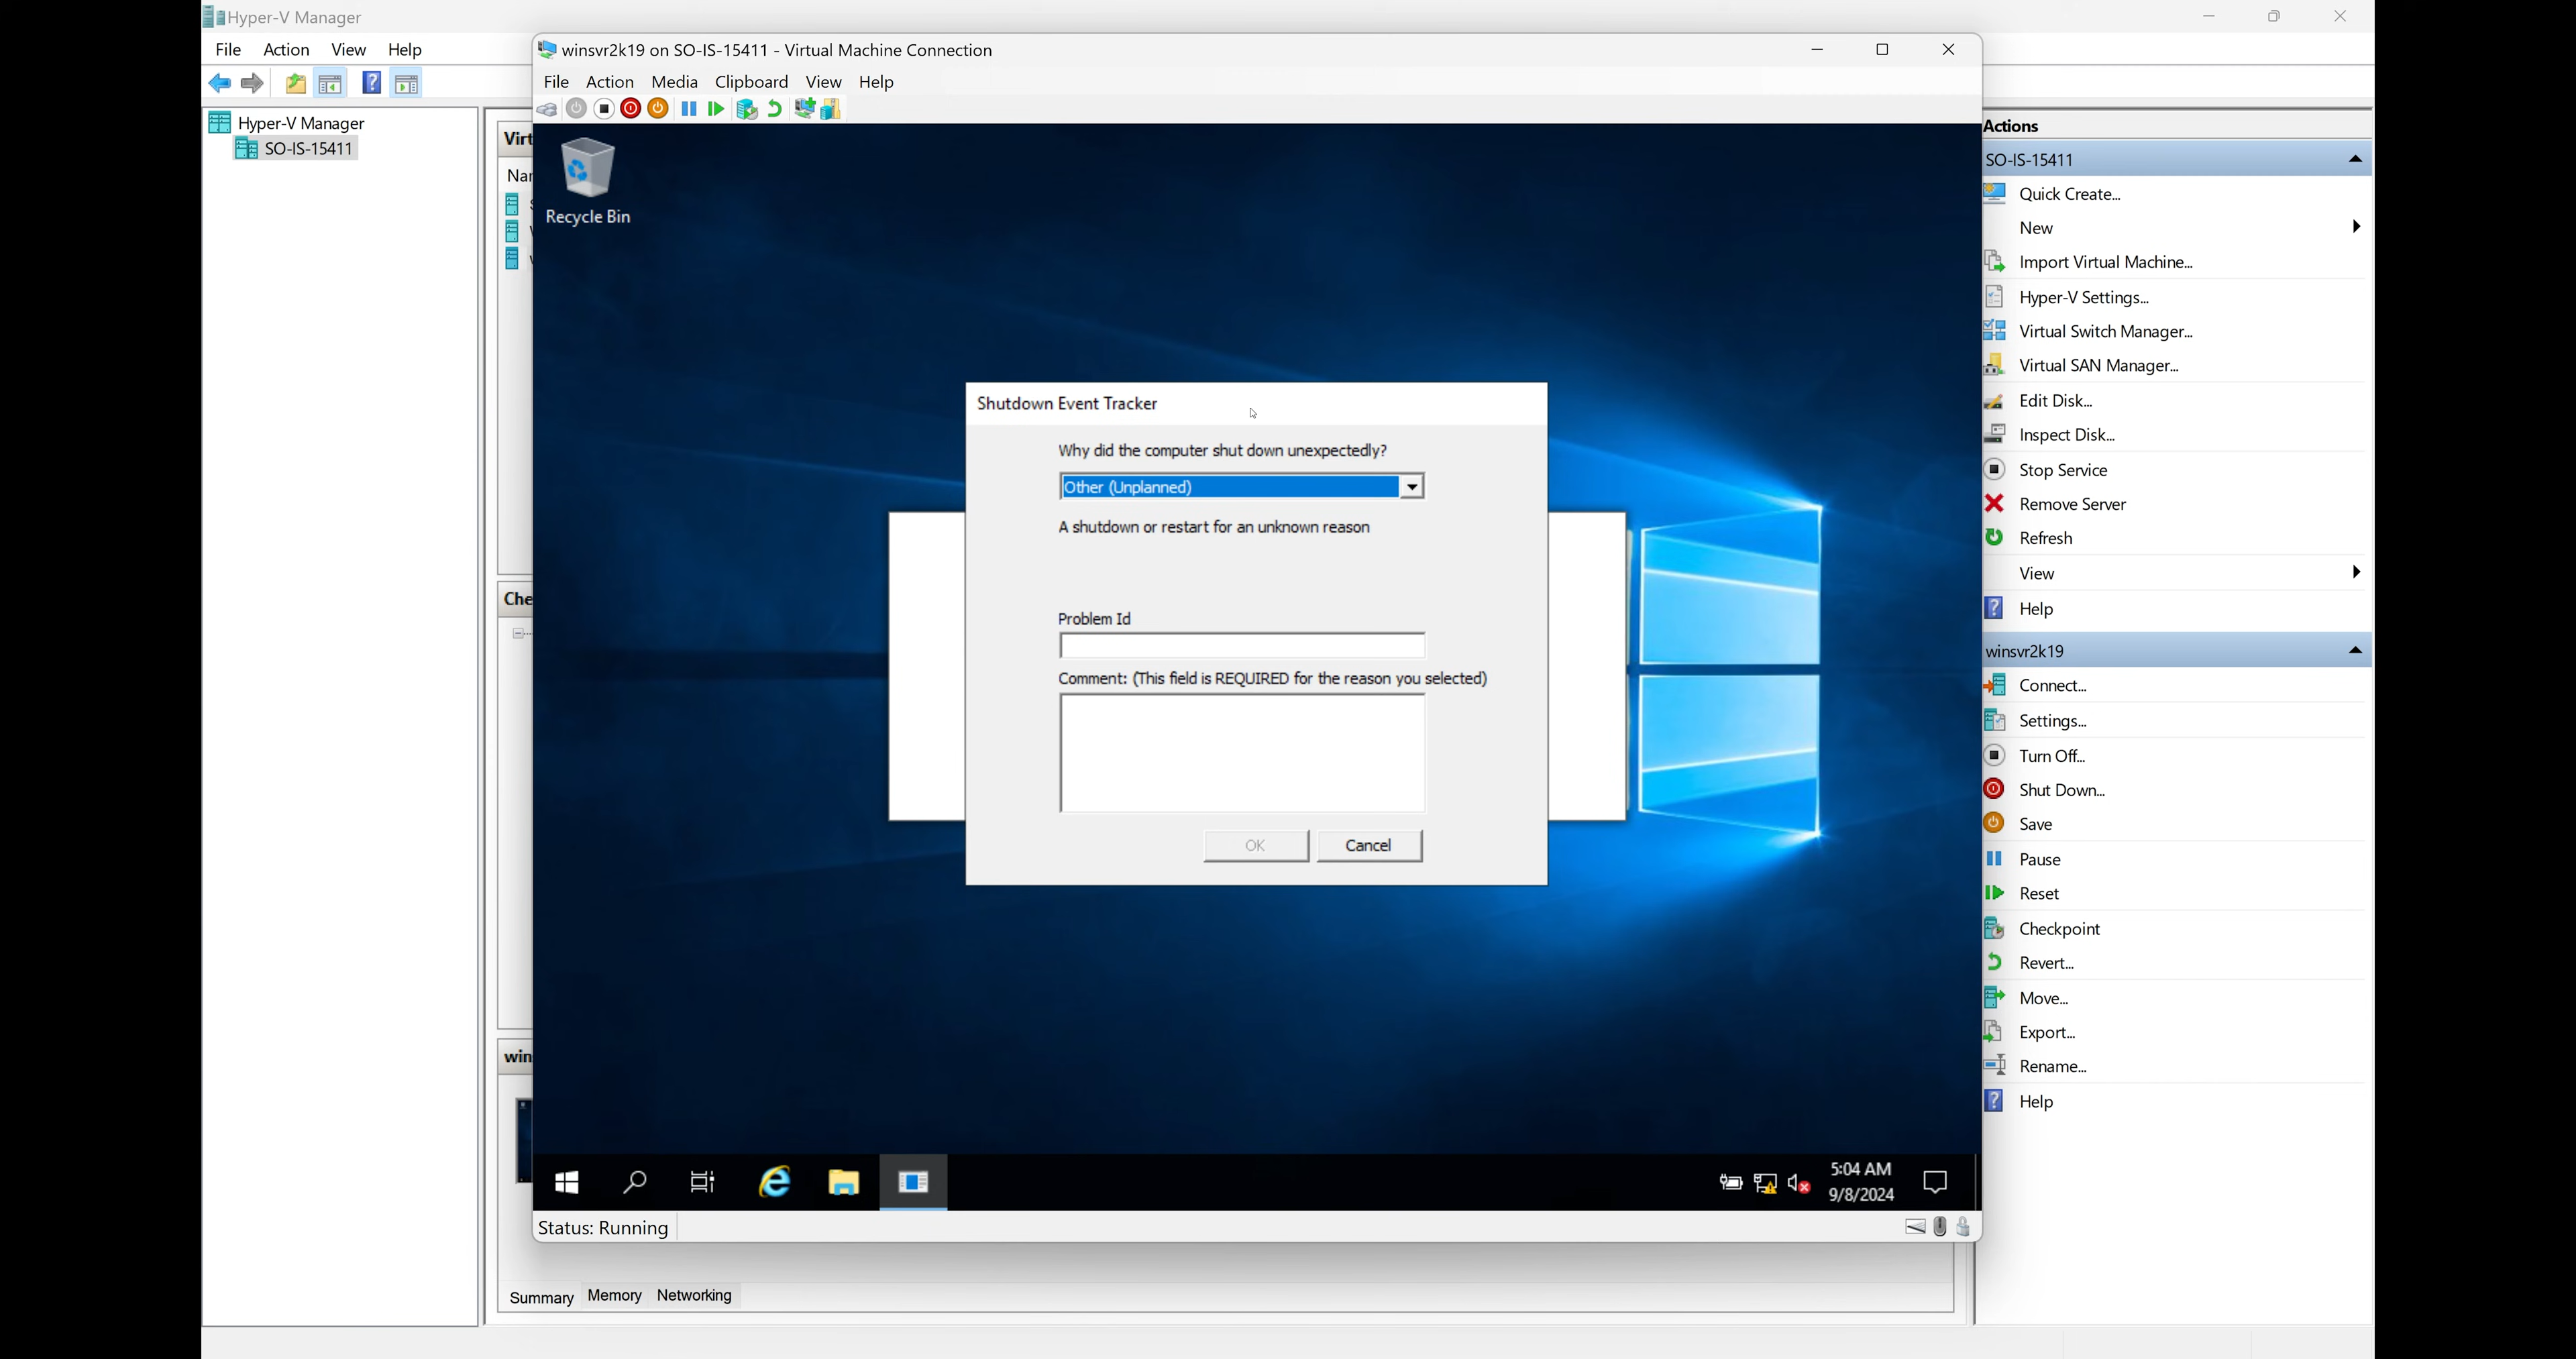 Hyper-V Manager
File Action View Help
Hyper-V Manager
SO-IS-15411
winsvr2k19 on SO-IS-15411 - Virtual Machine Connection
File Action Media Clipboard View Help
Recycle Bin
Shutdown Event Tracker
Why did the computer shut down unexpectedly?
Other (Unplanned)
A shutdown or restart for an unknown reason
Problem Id
Comment: (This field is REQUIRED for the reason you selected)
OK Cancel
5:04 AM
9/8/2024
Status: Running
Summary Memory Networking
Actions
SO-IS-15411
Quick Create...
New
Import Virtual Machine...
Hyper-V Settings...
Virtual Switch Manager...
Virtual SAN Manager...
Edit Disk...
Inspect Disk...
Stop Service
Remove Server
Refresh
View
Help
winsvr2k19
Connect...
Settings...
Turn Off...
Shut Down...
Save
Pause
Reset
Checkpoint
Revert...
Move...
Export...
Rename...
Help